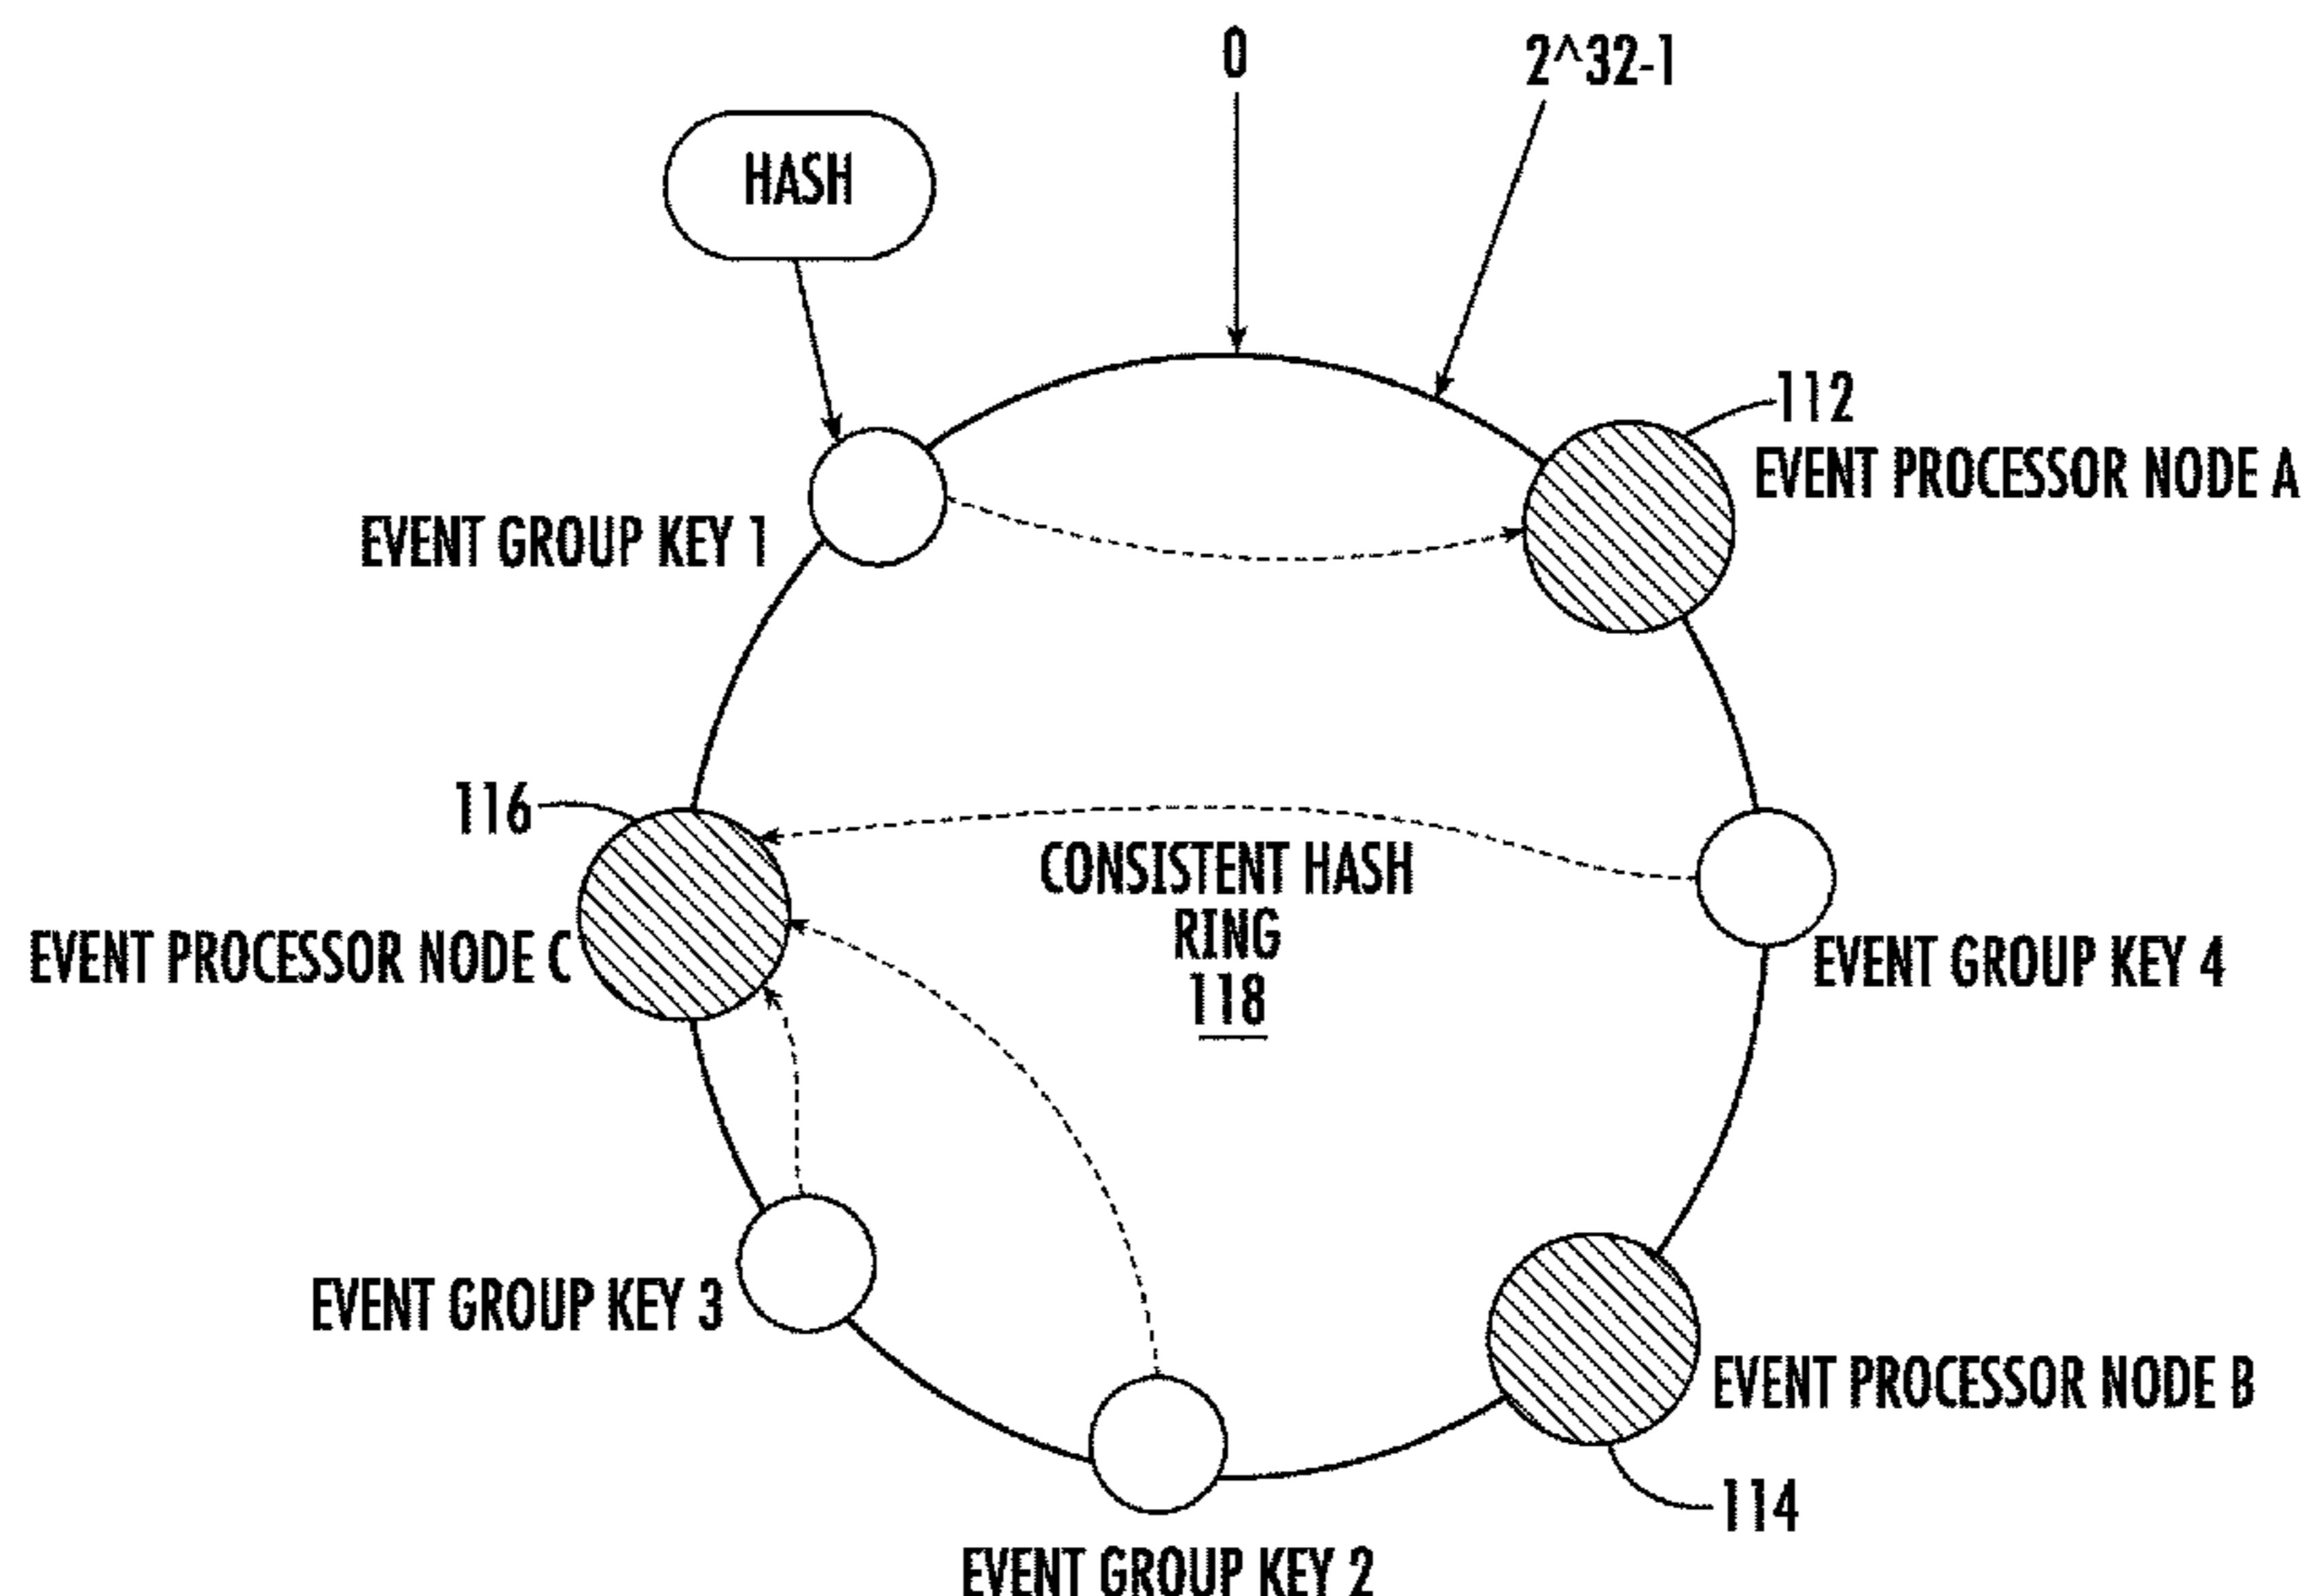 0
2^32-1
HASH
112
EVENT PROCESSOR NODE A
EVENT GROUP KEY 1
116
CONSISTENT HASH
RING
118
EVENT PROCESSOR NODE C
EVENT GROUP KEY 4
EVENT GROUP KEY 3
EVENT PROCESSOR NODE B
114
EVENT GROUP KEY 2